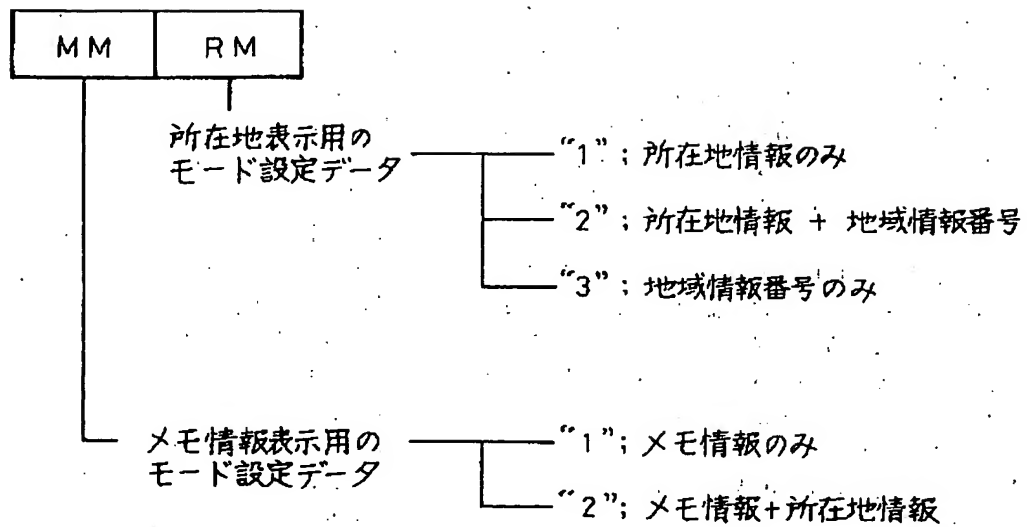 MM RM
所在地表示用の
モード設定データ
“1”; 所在地情報のみ
“2”; 所在地情報 + 地域情報番号
“3”; 地域情報番号のみ
メモ情報表示用の
モード設定データ
“1”; メモ情報のみ
“2”; メモ情報+所在地情報